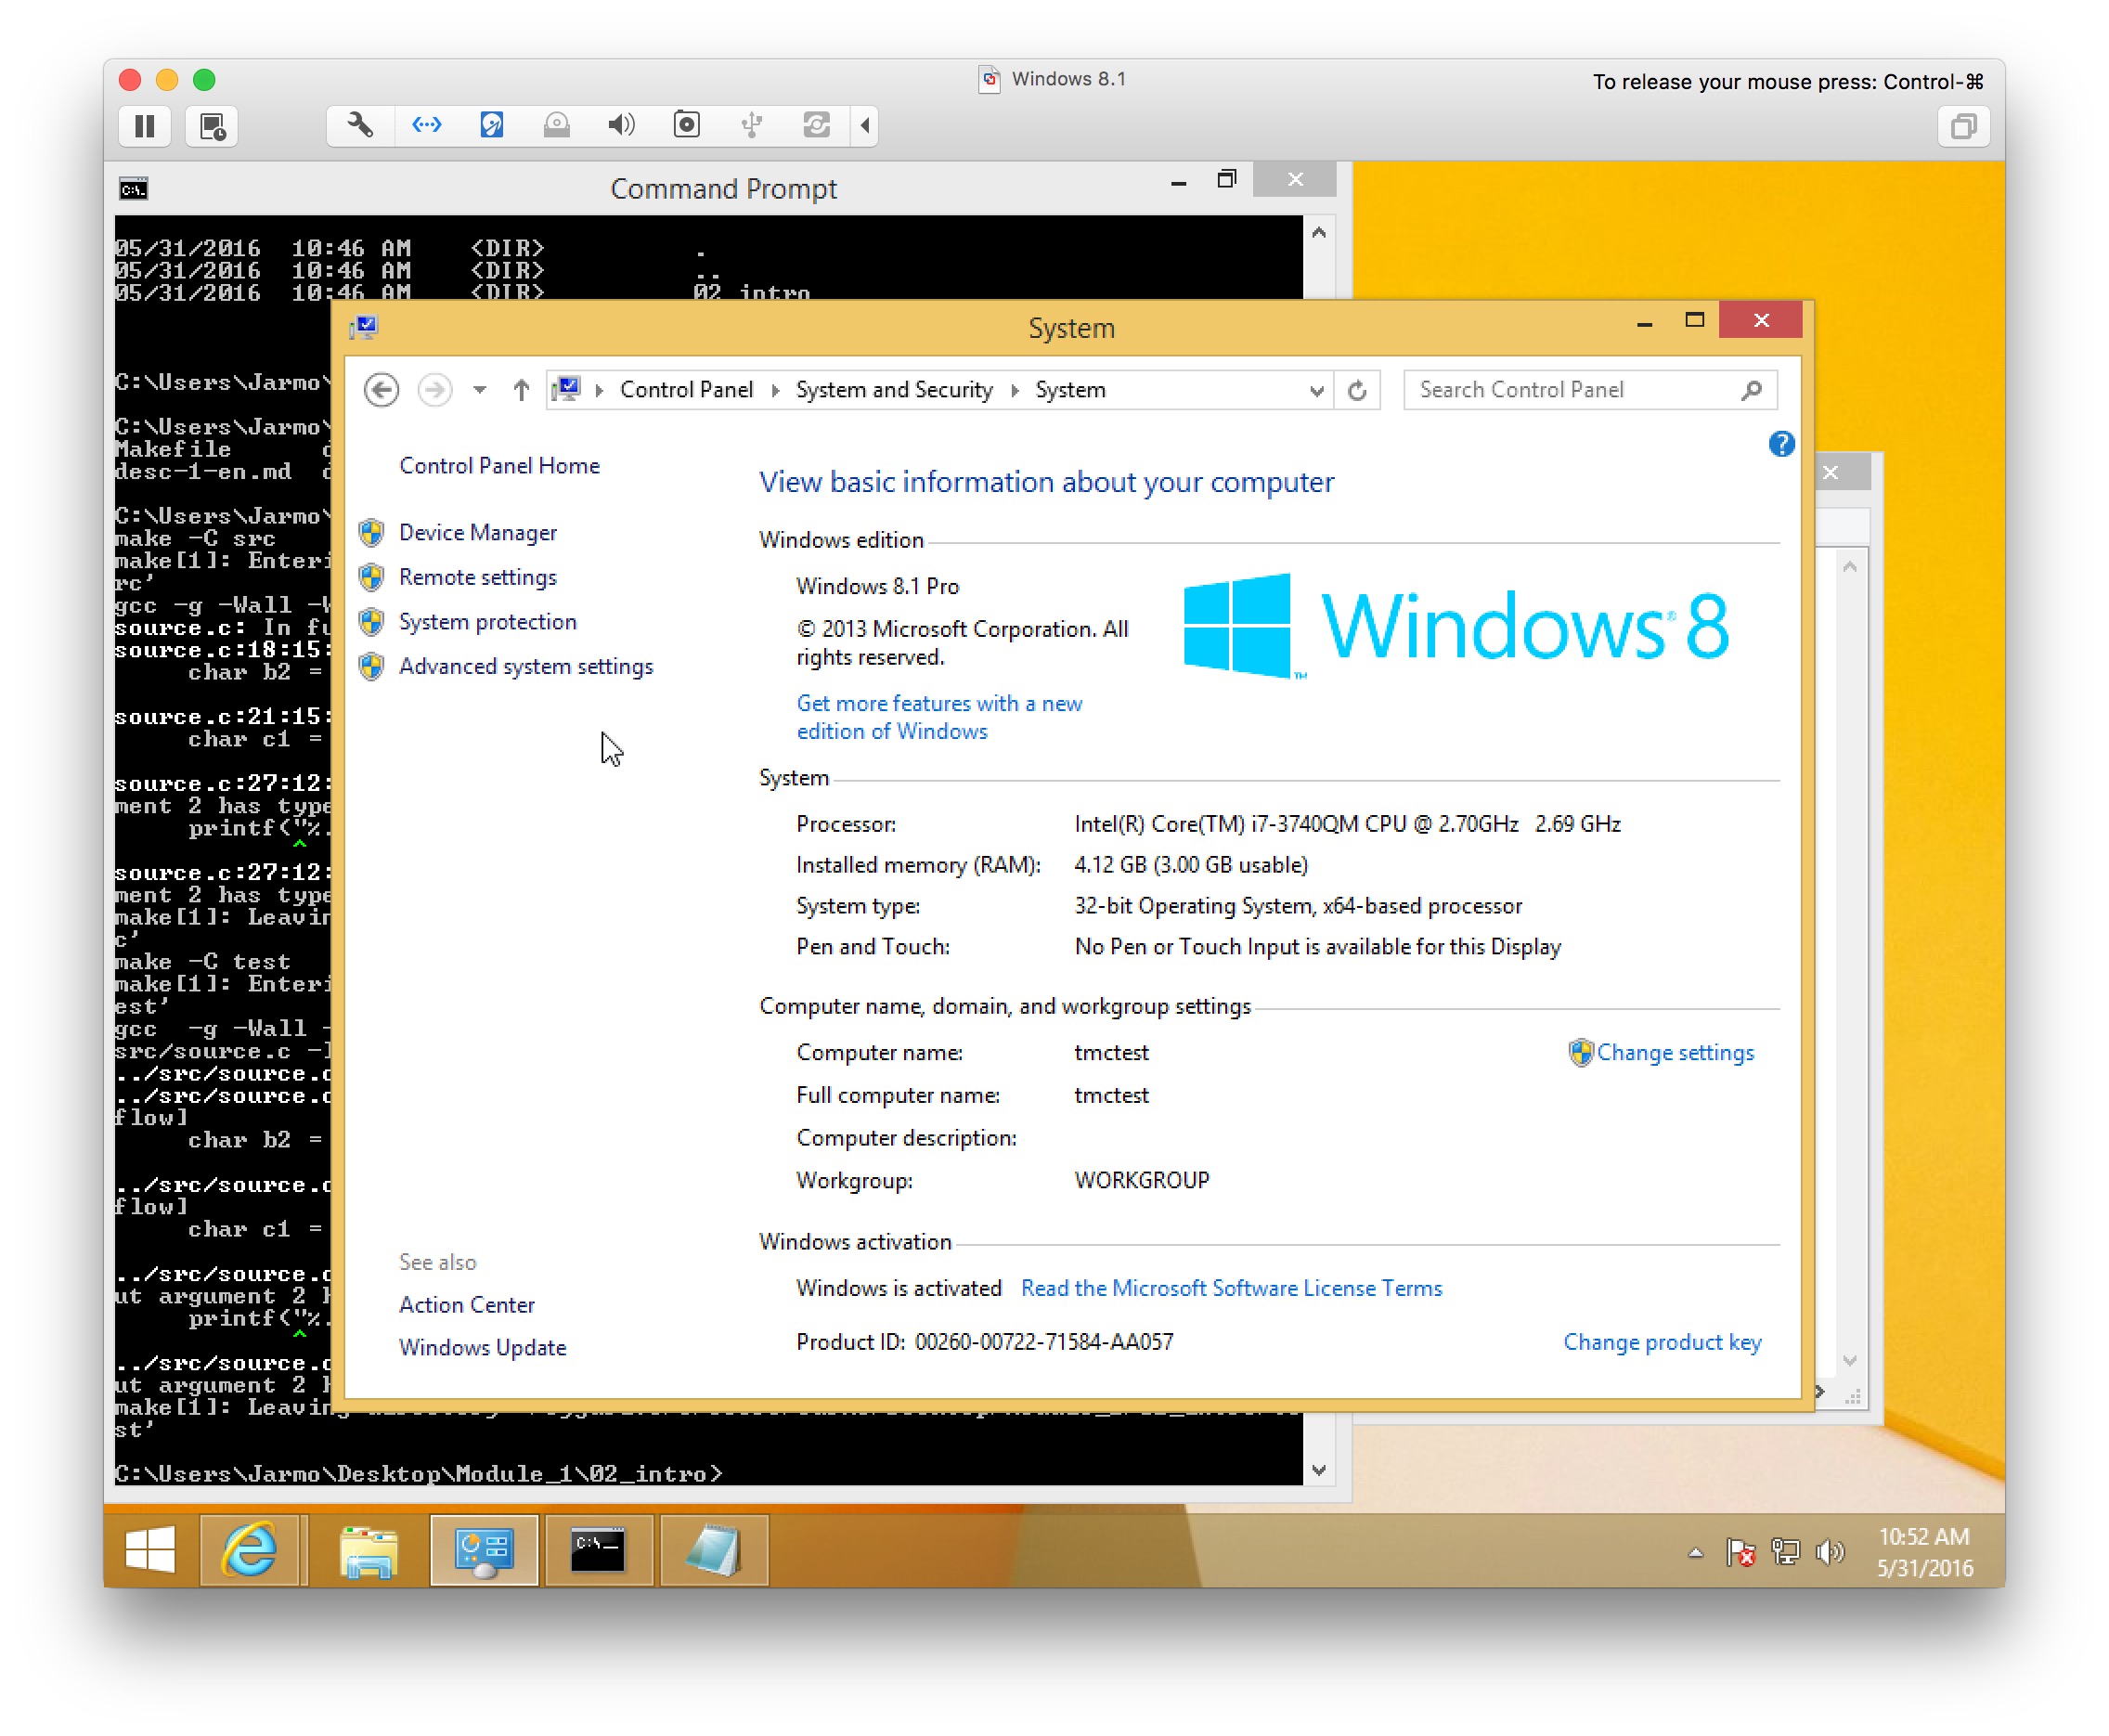 Windows 8.1
To release your mouse press: Control-⌘
Command Prompt
05/31/2016  10:46 AM    <DIR>          .
05/31/2016  10:46 AM    <DIR>          ..
05/31/2016  10:46 AM    <DIR>          02_intro
C:\Users\Jarmo\
C:\Users\Jarmo\
Makefile
desc-1-en.md
C:\Users\Jarmo\
make -C src
make[1]: Enteri
rc'
gcc -g -Wall -W
source.c: In fu
source.c:18:15:
char b2 =
source.c:21:15:
char c1 =
source.c:27:12:
ment 2 has type
printf("%.
^
source.c:27:12:
ment 2 has type
make[1]: Leavin
c'
make -C test
make[1]: Enteri
est'
gcc  -g -Wall -
src/source.c -l
../src/source.c
../src/source.c
flow]
char b2 =
../src/source.c
flow]
char c1 =
../src/source.c
ut argument 2 h
printf("%.
^
../src/source.c
ut argument 2 h
make[1]: Leaving
st'
C:\Users\Jarmo\Desktop\Module_1\02_intro>
System
Control Panel
System and Security
System
Search Control Panel
Control Panel Home
Device Manager
Remote settings
System protection
Advanced system settings
See also
Action Center
Windows Update
View basic information about your computer
Windows edition
Windows 8.1 Pro
© 2013 Microsoft Corporation. All
rights reserved.
Get more features with a new
edition of Windows
Windows® 8
System
Processor: Intel(R) Core(TM) i7-3740QM CPU @ 2.70GHz 2.69 GHz
Installed memory (RAM): 4.12 GB (3.00 GB usable)
System type: 32-bit Operating System, x64-based processor
Pen and Touch: No Pen or Touch Input is available for this Display
Computer name, domain, and workgroup settings
Computer name: tmctest
Change settings
Full computer name: tmctest
Computer description:
Workgroup: WORKGROUP
Windows activation
Windows is activated Read the Microsoft Software License Terms
Product ID: 00260-00722-71584-AA057
Change product key
10:52 AM
5/31/2016